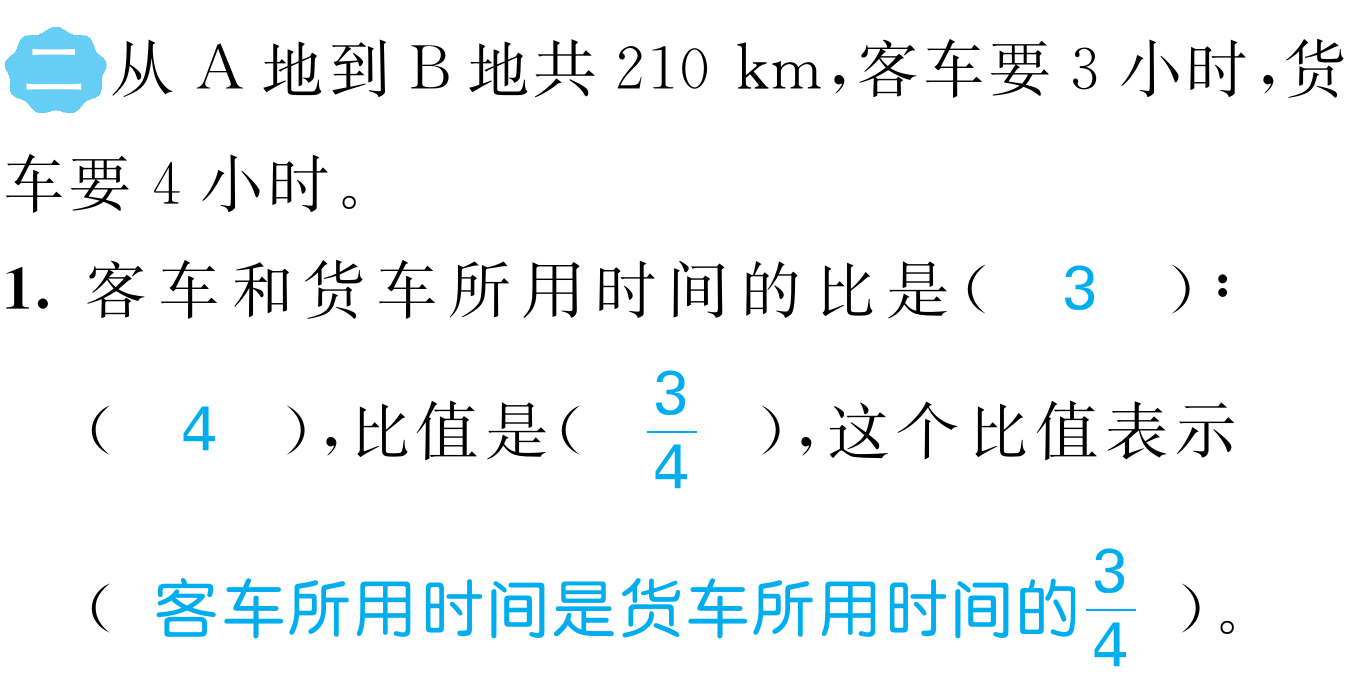 二 从 A 地到 B 地共 210 km,客车要 3 小时,货
车要 4 小时。
1. 客车和货车所用时间的比是( 3 ):
( 4 ),比值是( 3/4 ),这个比值表示
( 客车所用时间是货车所用时间的3/4 )。